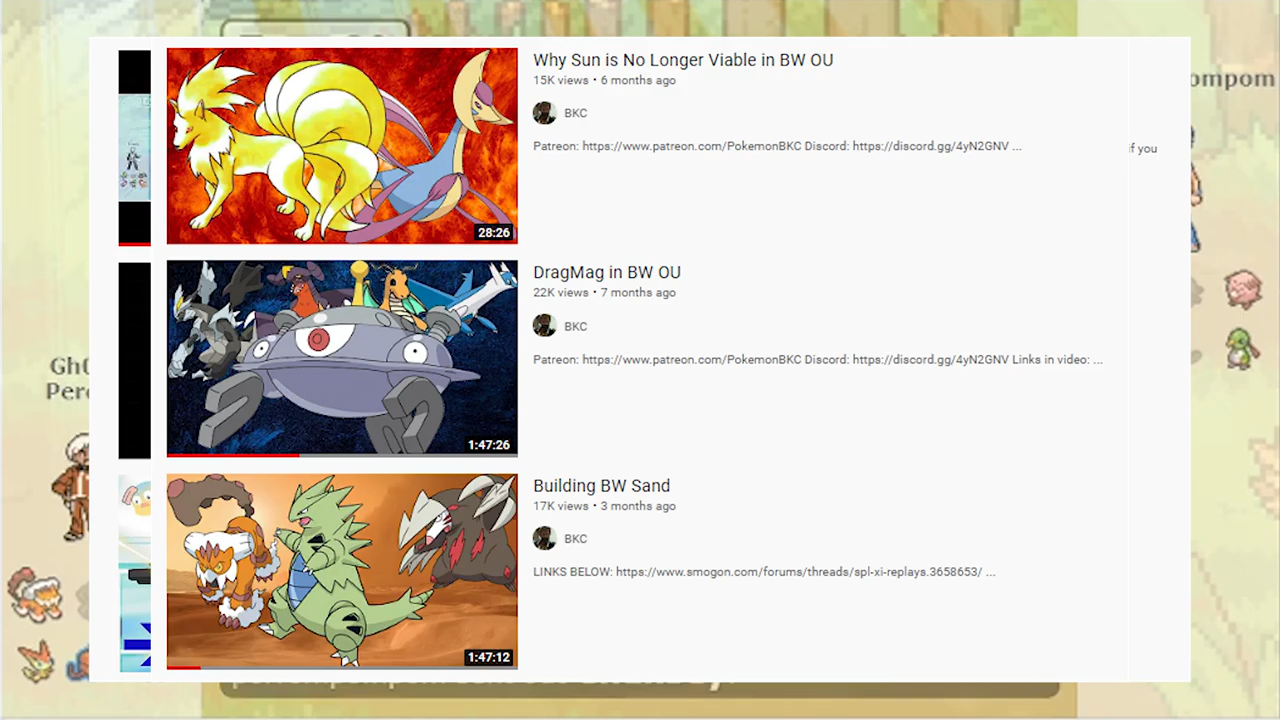 Why Sun is No Longer Viable in BW OU
15K views • 6 months ago
BKC
Patreon: https://www.patreon.com/PokemonBKC Discord: https://discord.gg/4yN2GNV ...
28:26
DragMag in BW OU
22K views • 7 months ago
BKC
Patreon: https://www.patreon.com/PokemonBKC Discord: https://discord.gg/4yN2GNV Links in video: ...
1:47:26
Building BW Sand
17K views • 3 months ago
BKC
LINKS BELOW: https://www.smogon.com/forums/threads/spl-xi-replays.3658653/ ...
1:47:12
ompom
if you